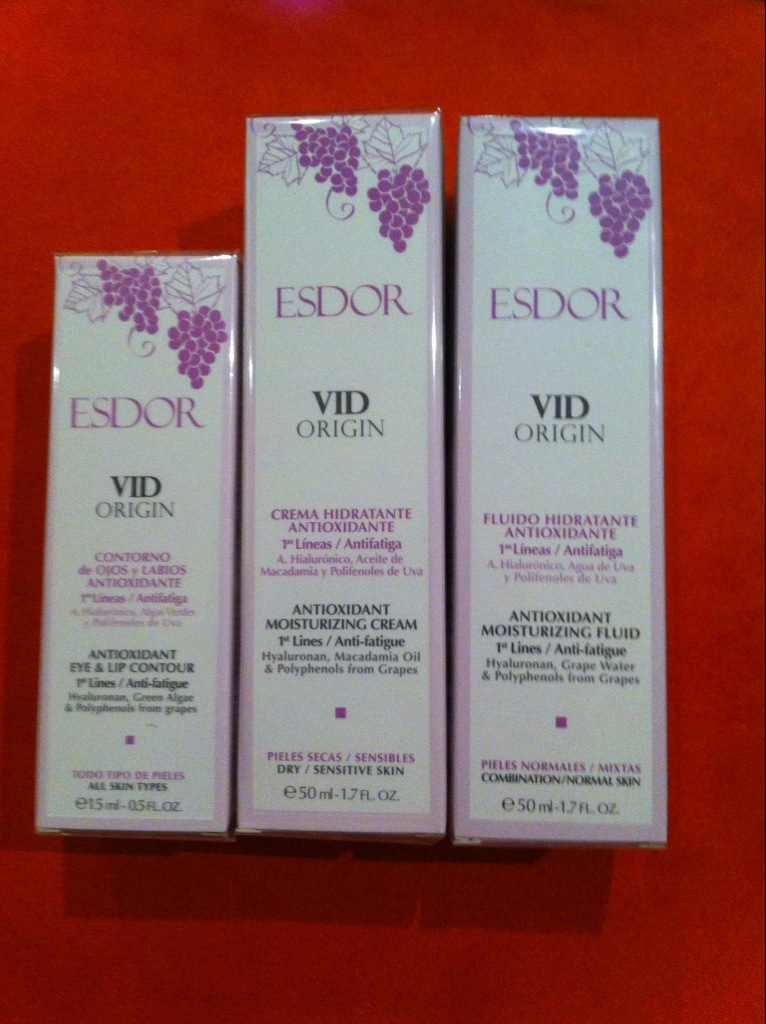 ESDOR
VID
ORIGIN
CONTORNO
de OJOS y LABIOS
ANTIOXIDANTE
1as Líneas / Antifatiga
A. Hialurónico, Algas Verdes
y Polifenoles de Uva
ANTIOXIDANT
EYE & LIP CONTOUR
1st Lines / Anti-fatigue
Hyaluronan, Green Algae
& Polyphenols from grapes
TODO TIPO DE PIELES
ALL SKIN TYPES
e 15 ml - 0.5 FL. OZ.
ESDOR
VID
ORIGIN
CREMA HIDRATANTE
ANTIOXIDANTE
1as Líneas / Antifatiga
A. Hialurónico, Aceite de
Macadamia y Polifenoles de Uva
ANTIOXIDANT
MOISTURIZING CREAM
1st Lines / Anti-fatigue
Hyaluronan, Macadamia Oil
& Polyphenols from Grapes
PIELES SECAS / SENSIBLES
DRY / SENSITIVE SKIN
e 50 ml - 1.7 FL. OZ.
ESDOR
VID
ORIGIN
FLUIDO HIDRATANTE
ANTIOXIDANTE
1as Líneas / Antifatiga
A. Hialurónico, Agua de Uva
y Polifenoles de Uva
ANTIOXIDANT
MOISTURIZING FLUID
1st Lines / Anti-fatigue
Hyaluronan, Grape Water
& Polyphenols from Grapes
PIELES NORMALES / MIXTAS
COMBINATION/NORMAL SKIN
e 50 ml - 1.7 FL. OZ.